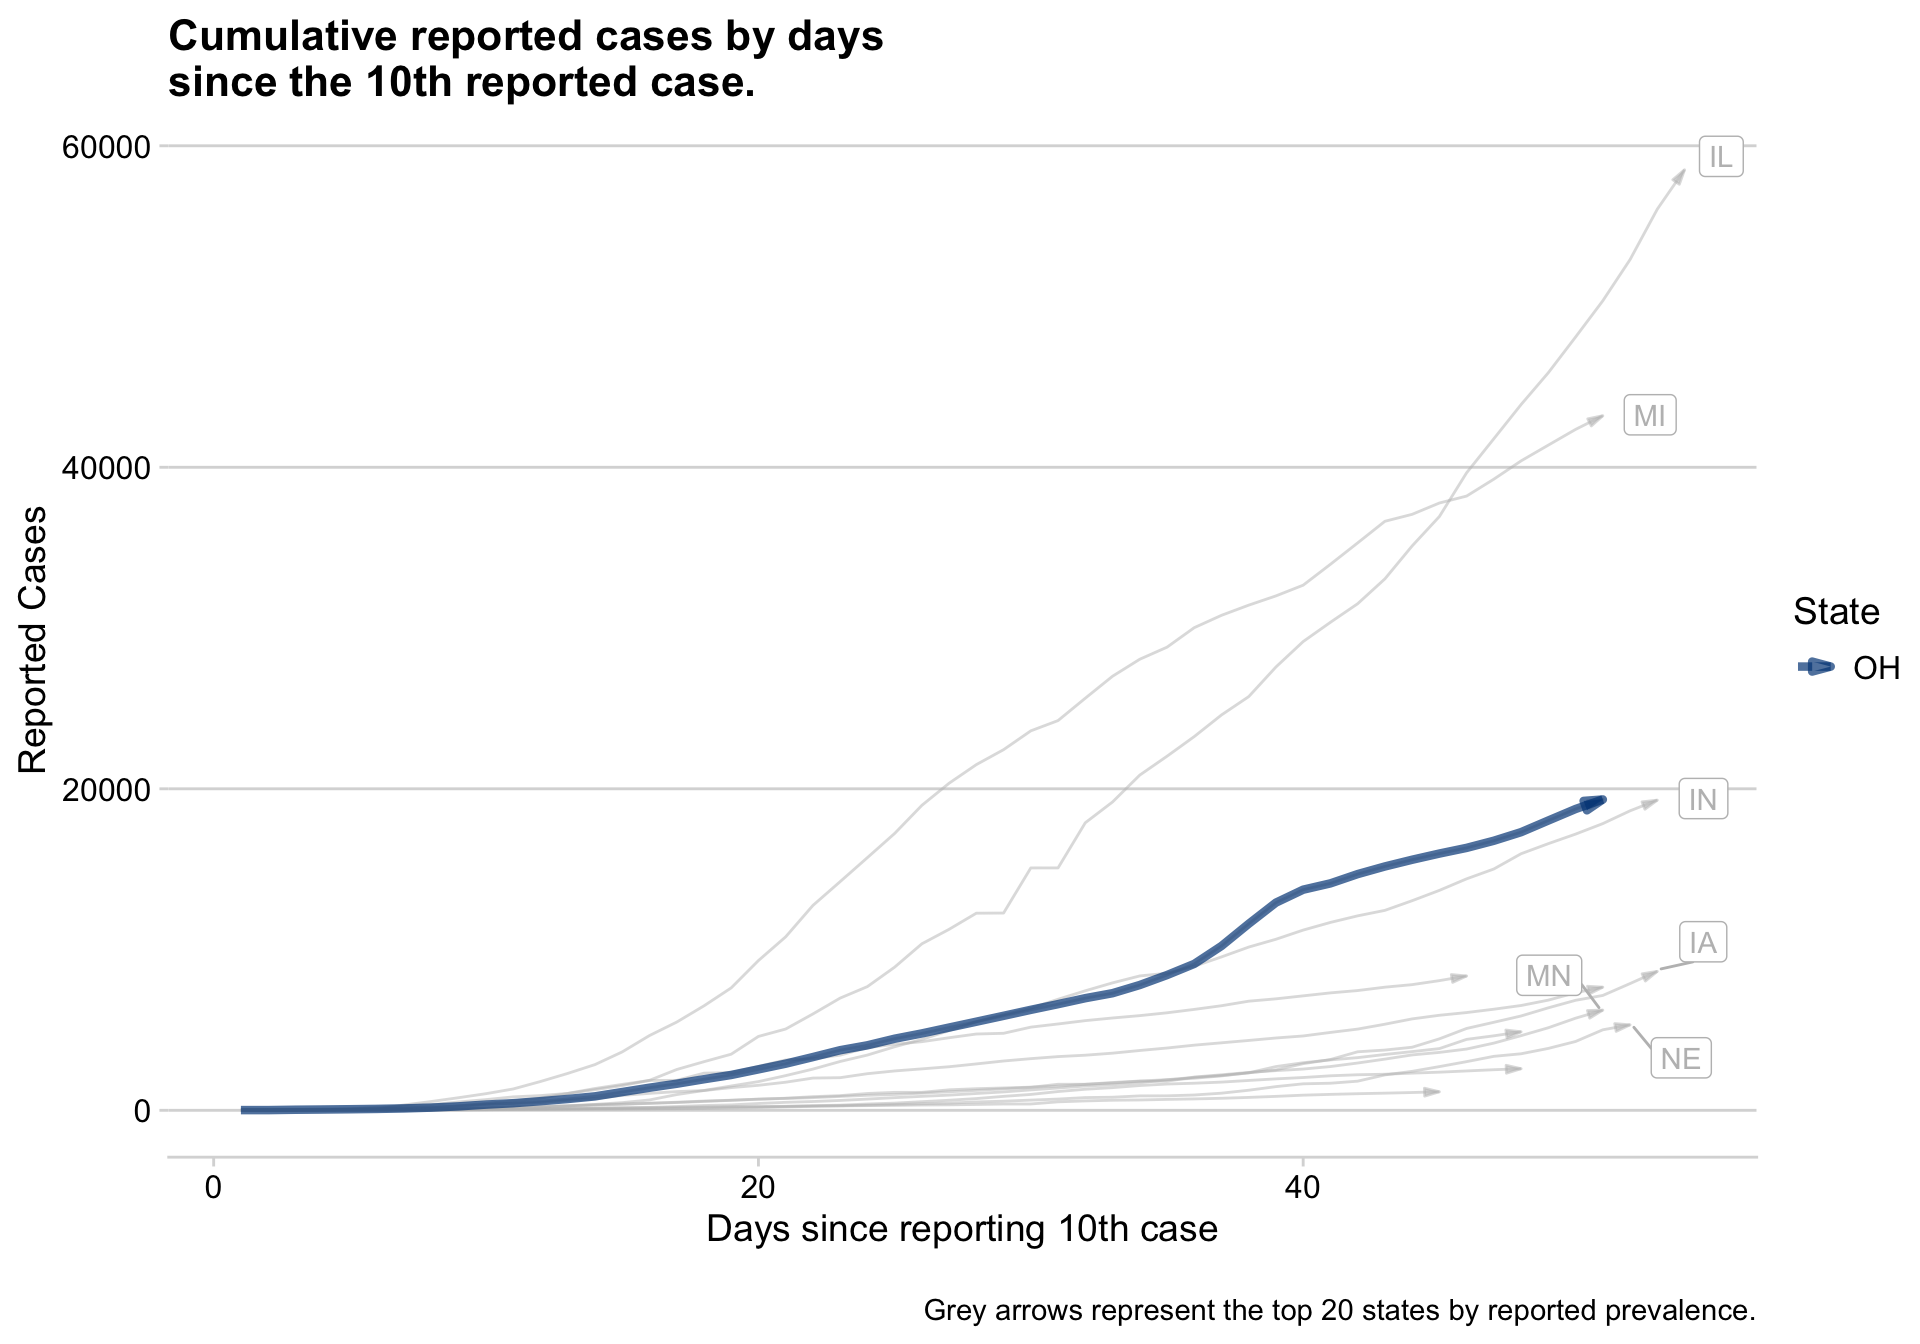 Cumulative reported cases by days
since the 10th reported case.
60000
40000
20000
0
Reported Cases
IL
MI
IN
IA
MN
NE
State
OH
0
20
40
Days since reporting 10th case
Grey arrows represent the top 20 states by reported prevalence.